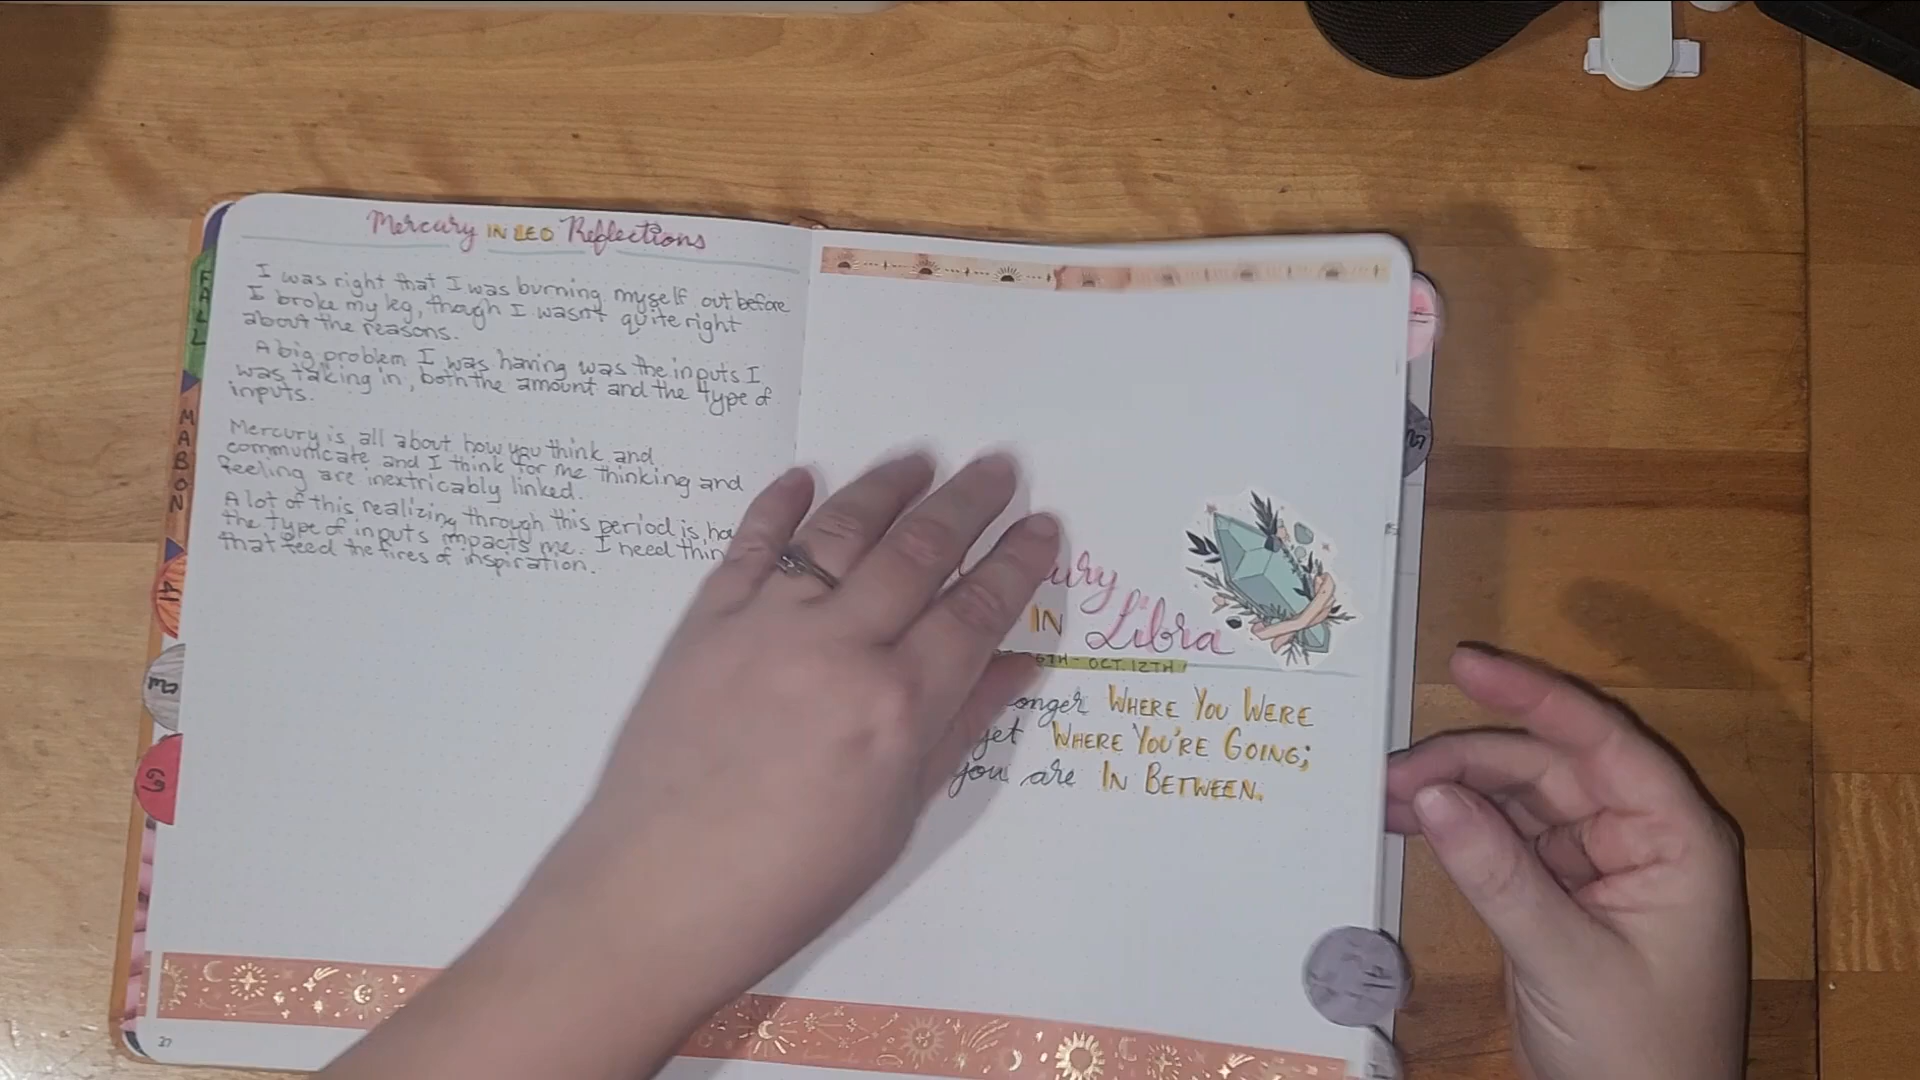 Mercury IN LEO Reflections
I was right that I was burning myself out before
I broke my leg, though I wasn't quite right
about the reasons.
A big problem I was having was the inputs I
was taking in, both the amount and the type of
inputs.
Mercury is all about how you think and
communicate and I think for me thinking and
feeling are inextricably linked.
A lot of this realizing through this period is
the type of inputs impacts me. I need
that feed the fires of inspiration.
37
FALL
MABON
IN Libra
OCT. 12TH
WHERE YOU WERE
yet WHERE YOU'RE GOING;
you are IN BETWEEN.